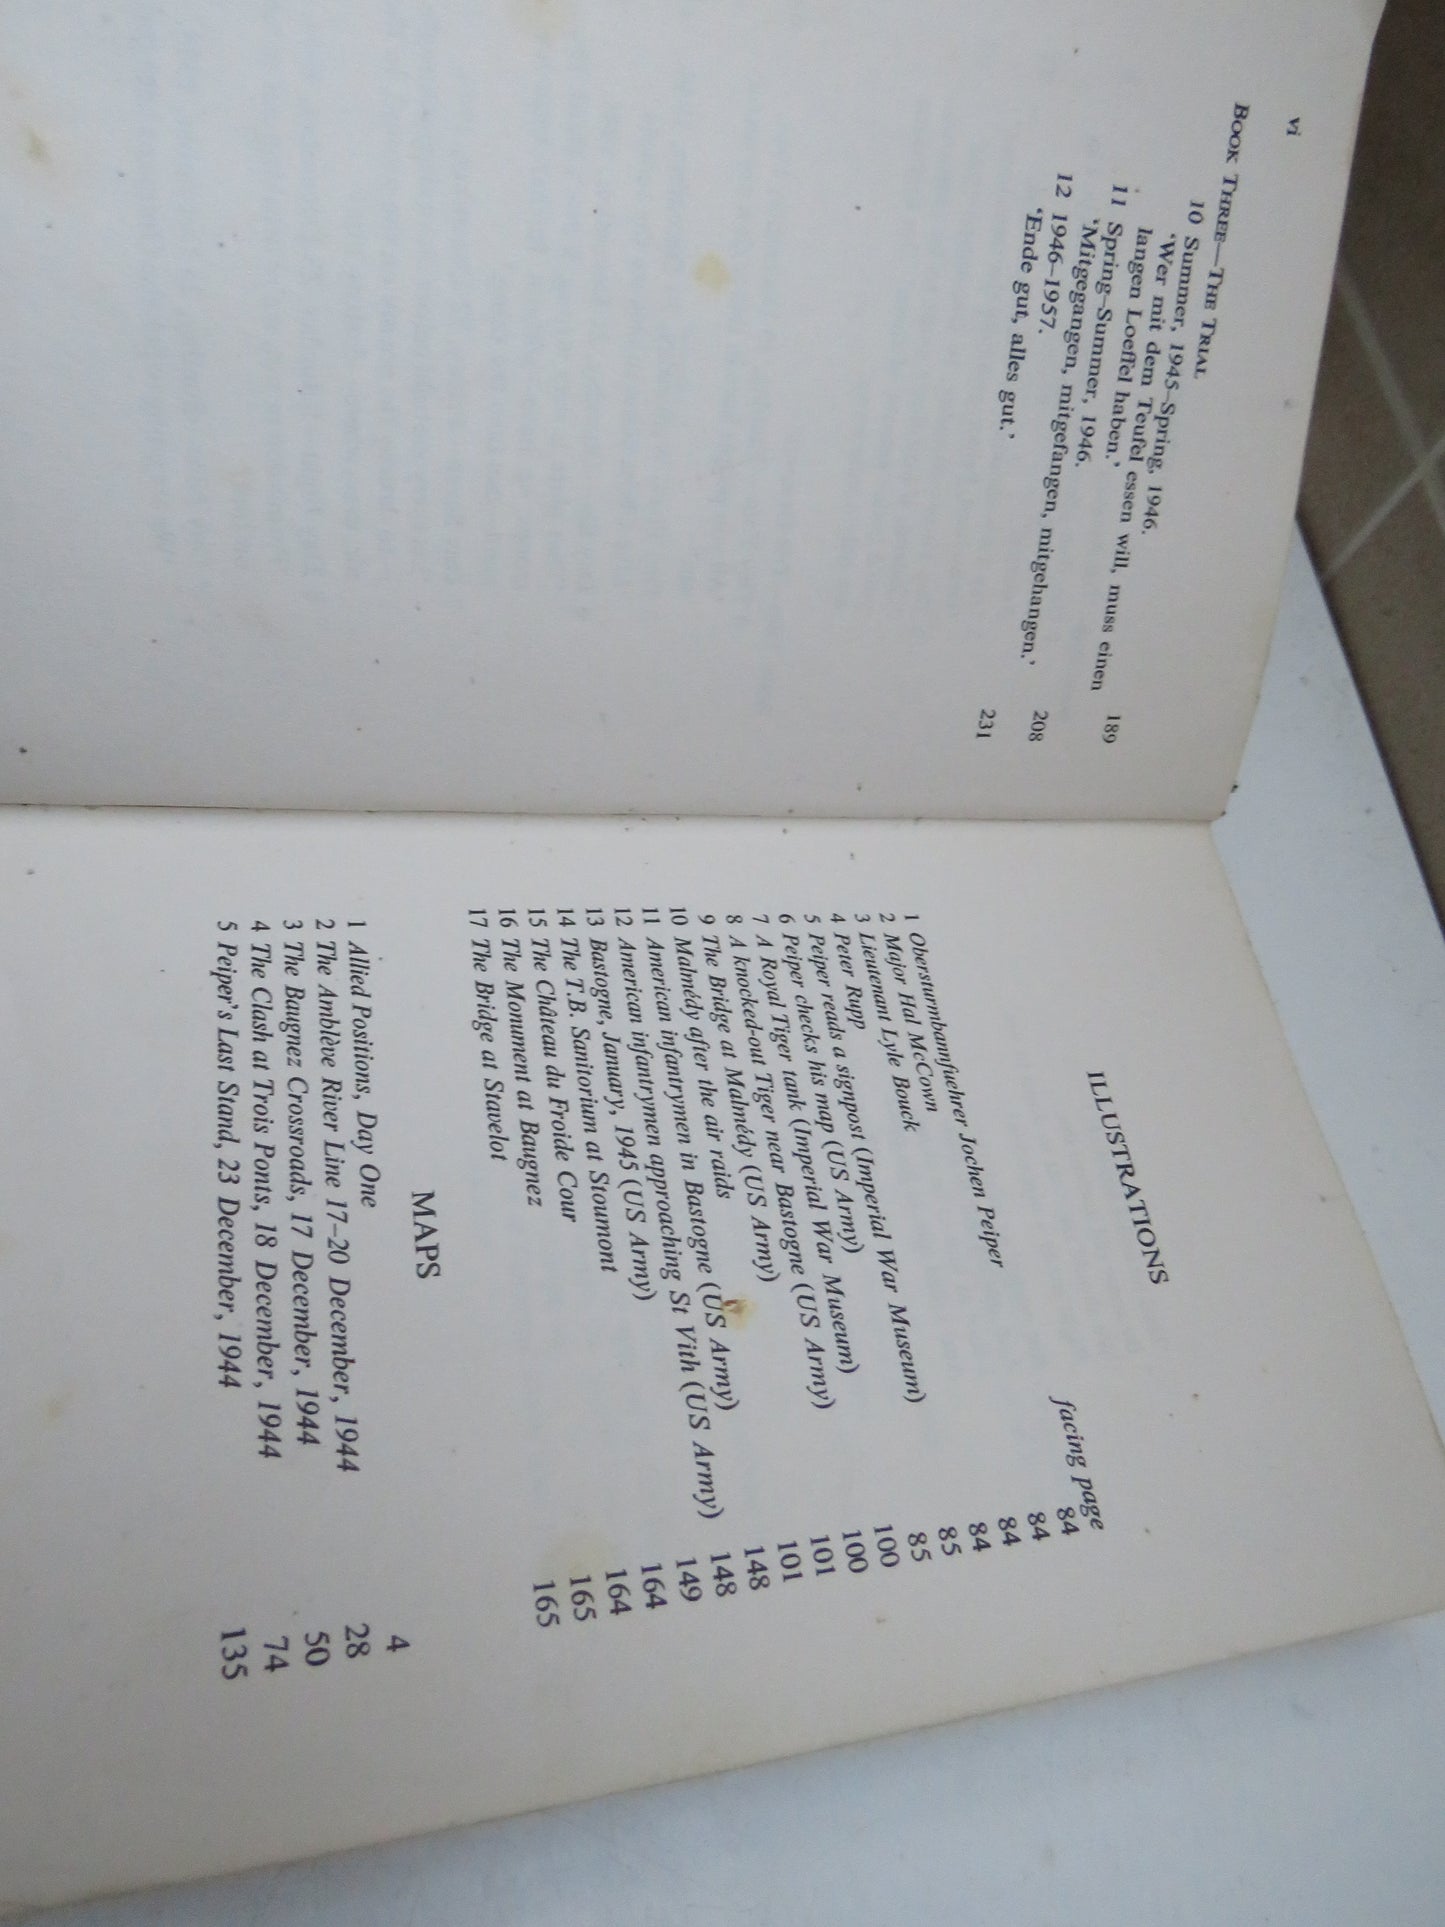 vi
BOOK THREE—THE TRIAL
10 Summer, 1945–Spring, 1946.
‘Wer mit dem Teufel essen will, muss einen
langen Loeffel haben.’ 189
11 Spring–Summer, 1946.
‘Mitgegangen, mitgefangen, mitgehangen.’ 208
12 1946–1957.
‘Ende gut, alles gut.’ 231
ILLUSTRATIONS
facing page
1 Obersturmbannfuehrer Jochen Peiper 84
2 Major Hal McCown 84
3 Lieutenant Lyle Bouck 84
4 Peter Rupp 84
5 Peiper reads a signpost (Imperial War Museum) 85
6 Peiper checks his map (US Army) 85
7 A Royal Tiger tank (Imperial War Museum) 100
8 A knocked-out Tiger near Bastogne (US Army) 100
9 The Bridge at Malmédy (US Army) 101
10 Malmédy after the air raids 101
11 American infantrymen in Bastogne (US Army) 148
12 American infantrymen approaching St Vith (US Army) 148
13 Bastogne, January, 1945 (US Army) 149
14 The T.B. Sanitorium at Stoumont 164
15 The Château du Froide Cour 164
16 The Monument at Baugnez 165
17 The Bridge at Stavelot 165
MAPS
1 Allied Positions, Day One 4
2 The Amblève River Line 17–20 December, 1944 28
3 The Baugnez Crossroads, 17 December, 1944 50
4 The Clash at Trois Ponts, 18 December, 1944 74
5 Peiper's Last Stand, 23 December, 1944 135